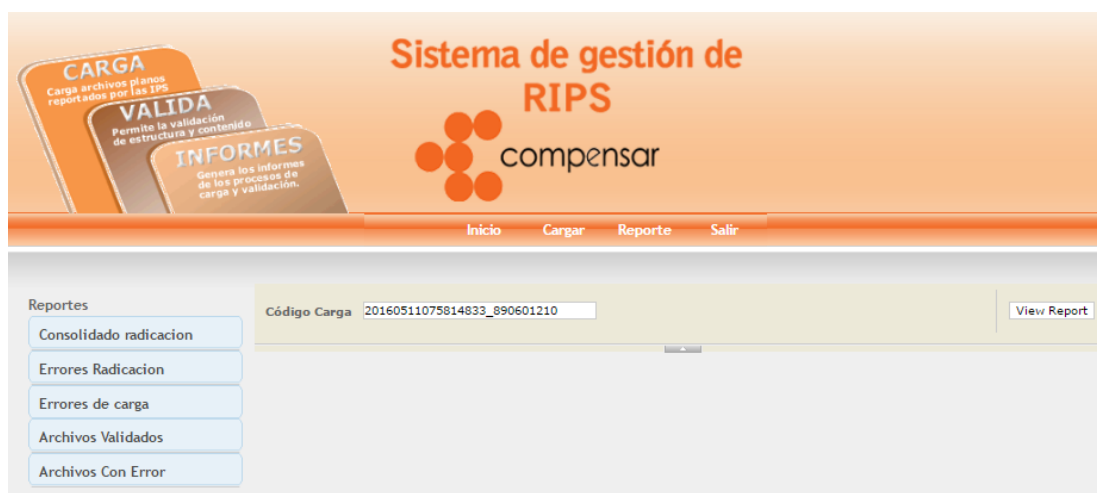 CARGA
Carga archivos planos
reportados por las IPS
VALIDA
Permite la validación
de estructura y contenido
INFORMES
Genera los informes
de los procesos de
carga y validación.
Sistema de gestión de
RIPS
compensar
Inicio Cargar Reporte Salir
Reportes
Consolidado radicacion
Errores Radicacion
Errores de carga
Archivos Validados
Archivos Con Error
Código Carga 20160511075814833_890601210 View Report